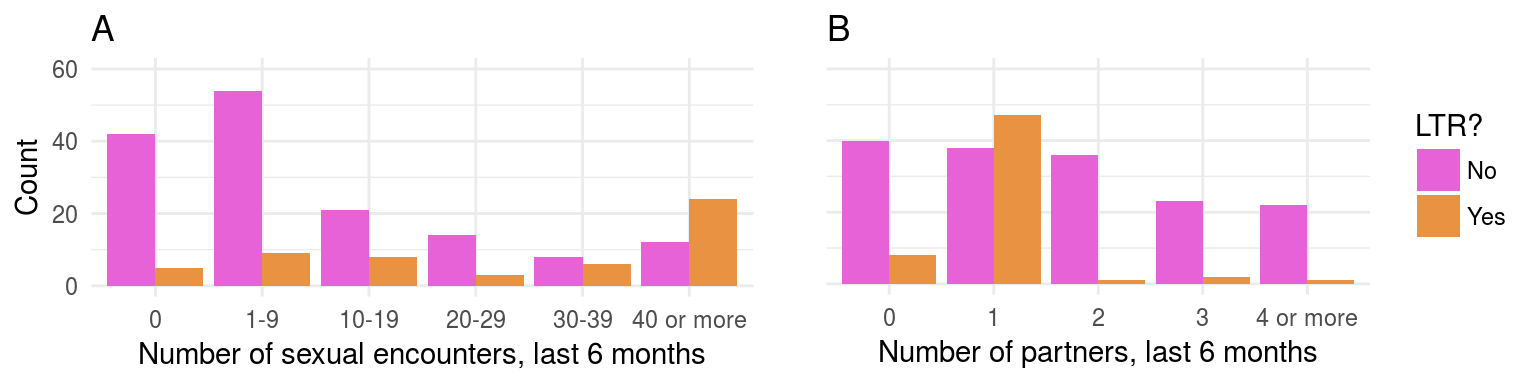 A
B
60
40
20
0
Count
0 1-9 10-19 20-29 30-39 40 or more
Number of sexual encounters, last 6 months
0 1 2 3 4 or more
Number of partners, last 6 months
LTR?
No
Yes